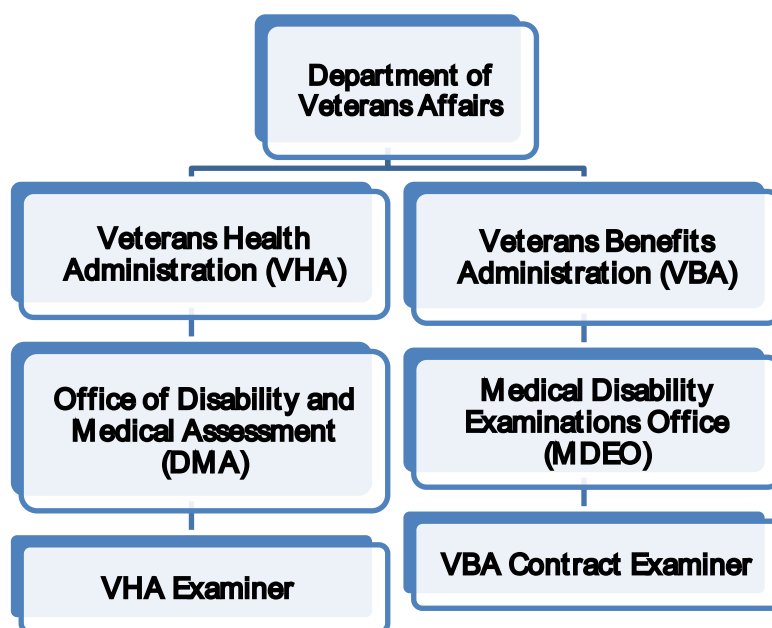 Department of
Veterans Affairs
Veterans Health
Administration (VHA)
Veterans Benefits
Administration (VBA)
Office of Disability and
Medical Assessment
(DMA)
Medical Disability
Examinations Office
(MDEO)
VHA Examiner
VBA Contract Examiner